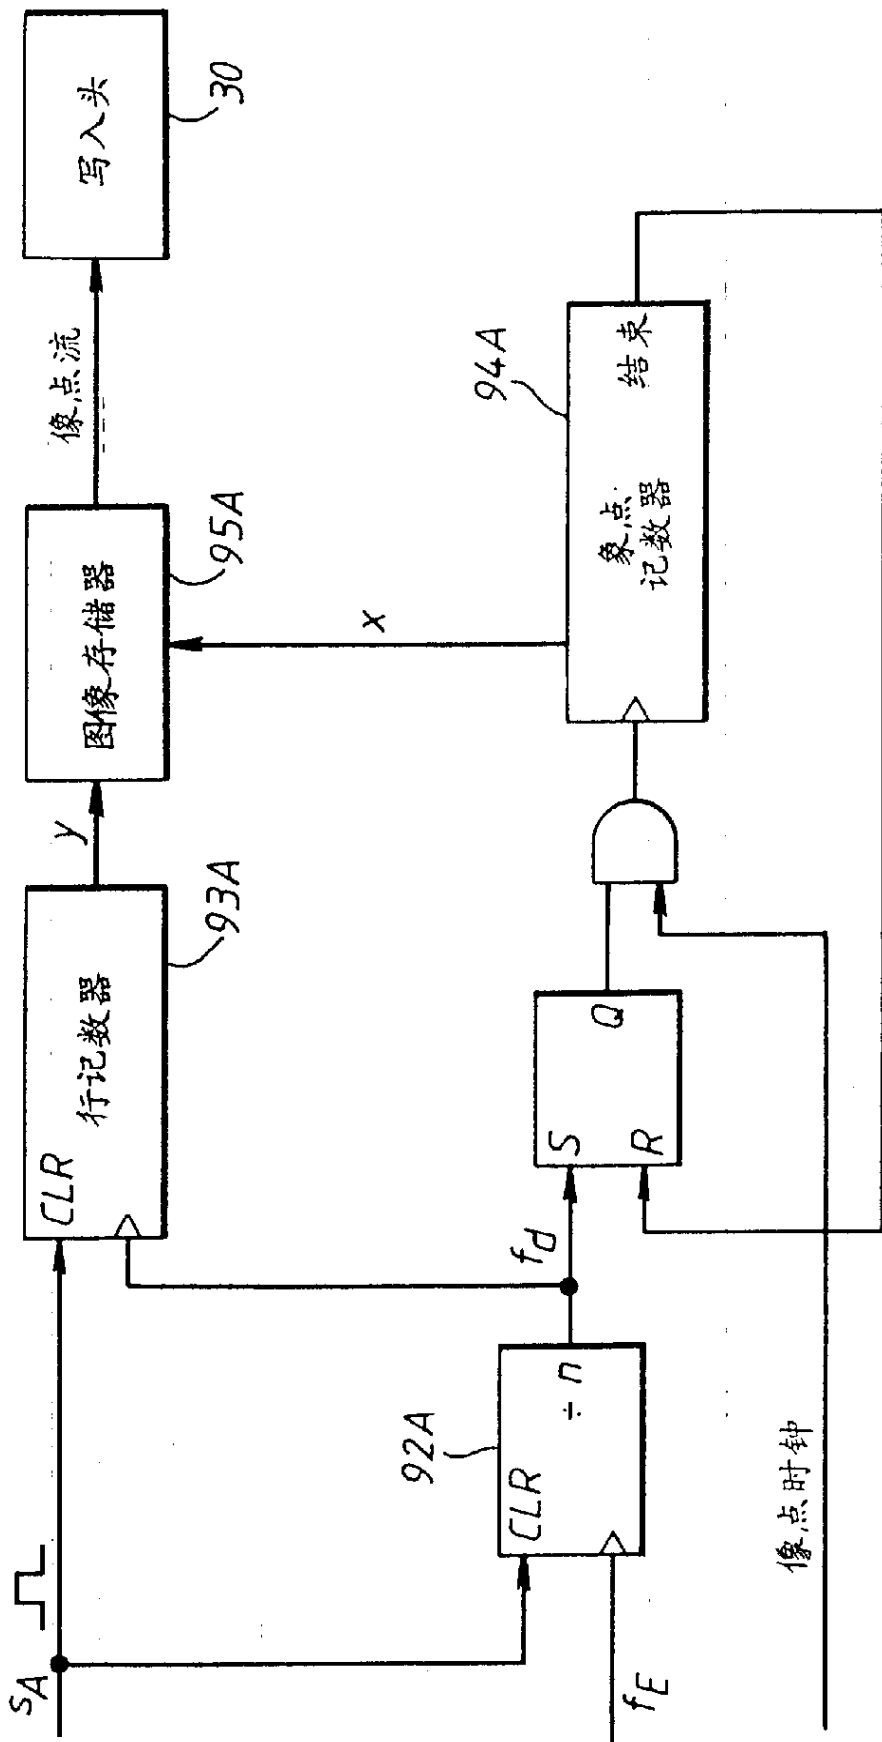 S_A
CLR
行记数器
93A
y
图像存储器
95A
像点流
写入头
30
x
f_E
CLR
÷ n
92A
f_d
S
R
Q
象点
记数器
结束
94A
像点时钟